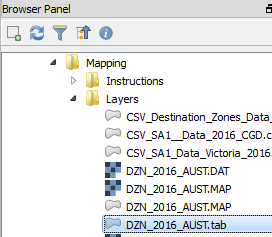 Browser Panel
Mapping
Instructions
Layers
CSV_Destination_Zones_Data_
CSV_SA1__Data_2016_CGD.c
CSV_SA1_Data_Victoria_2016.
DZN_2016_AUST.DAT
DZN_2016_AUST.MAP
DZN_2016_AUST.MAP
DZN_2016_AUST.tab